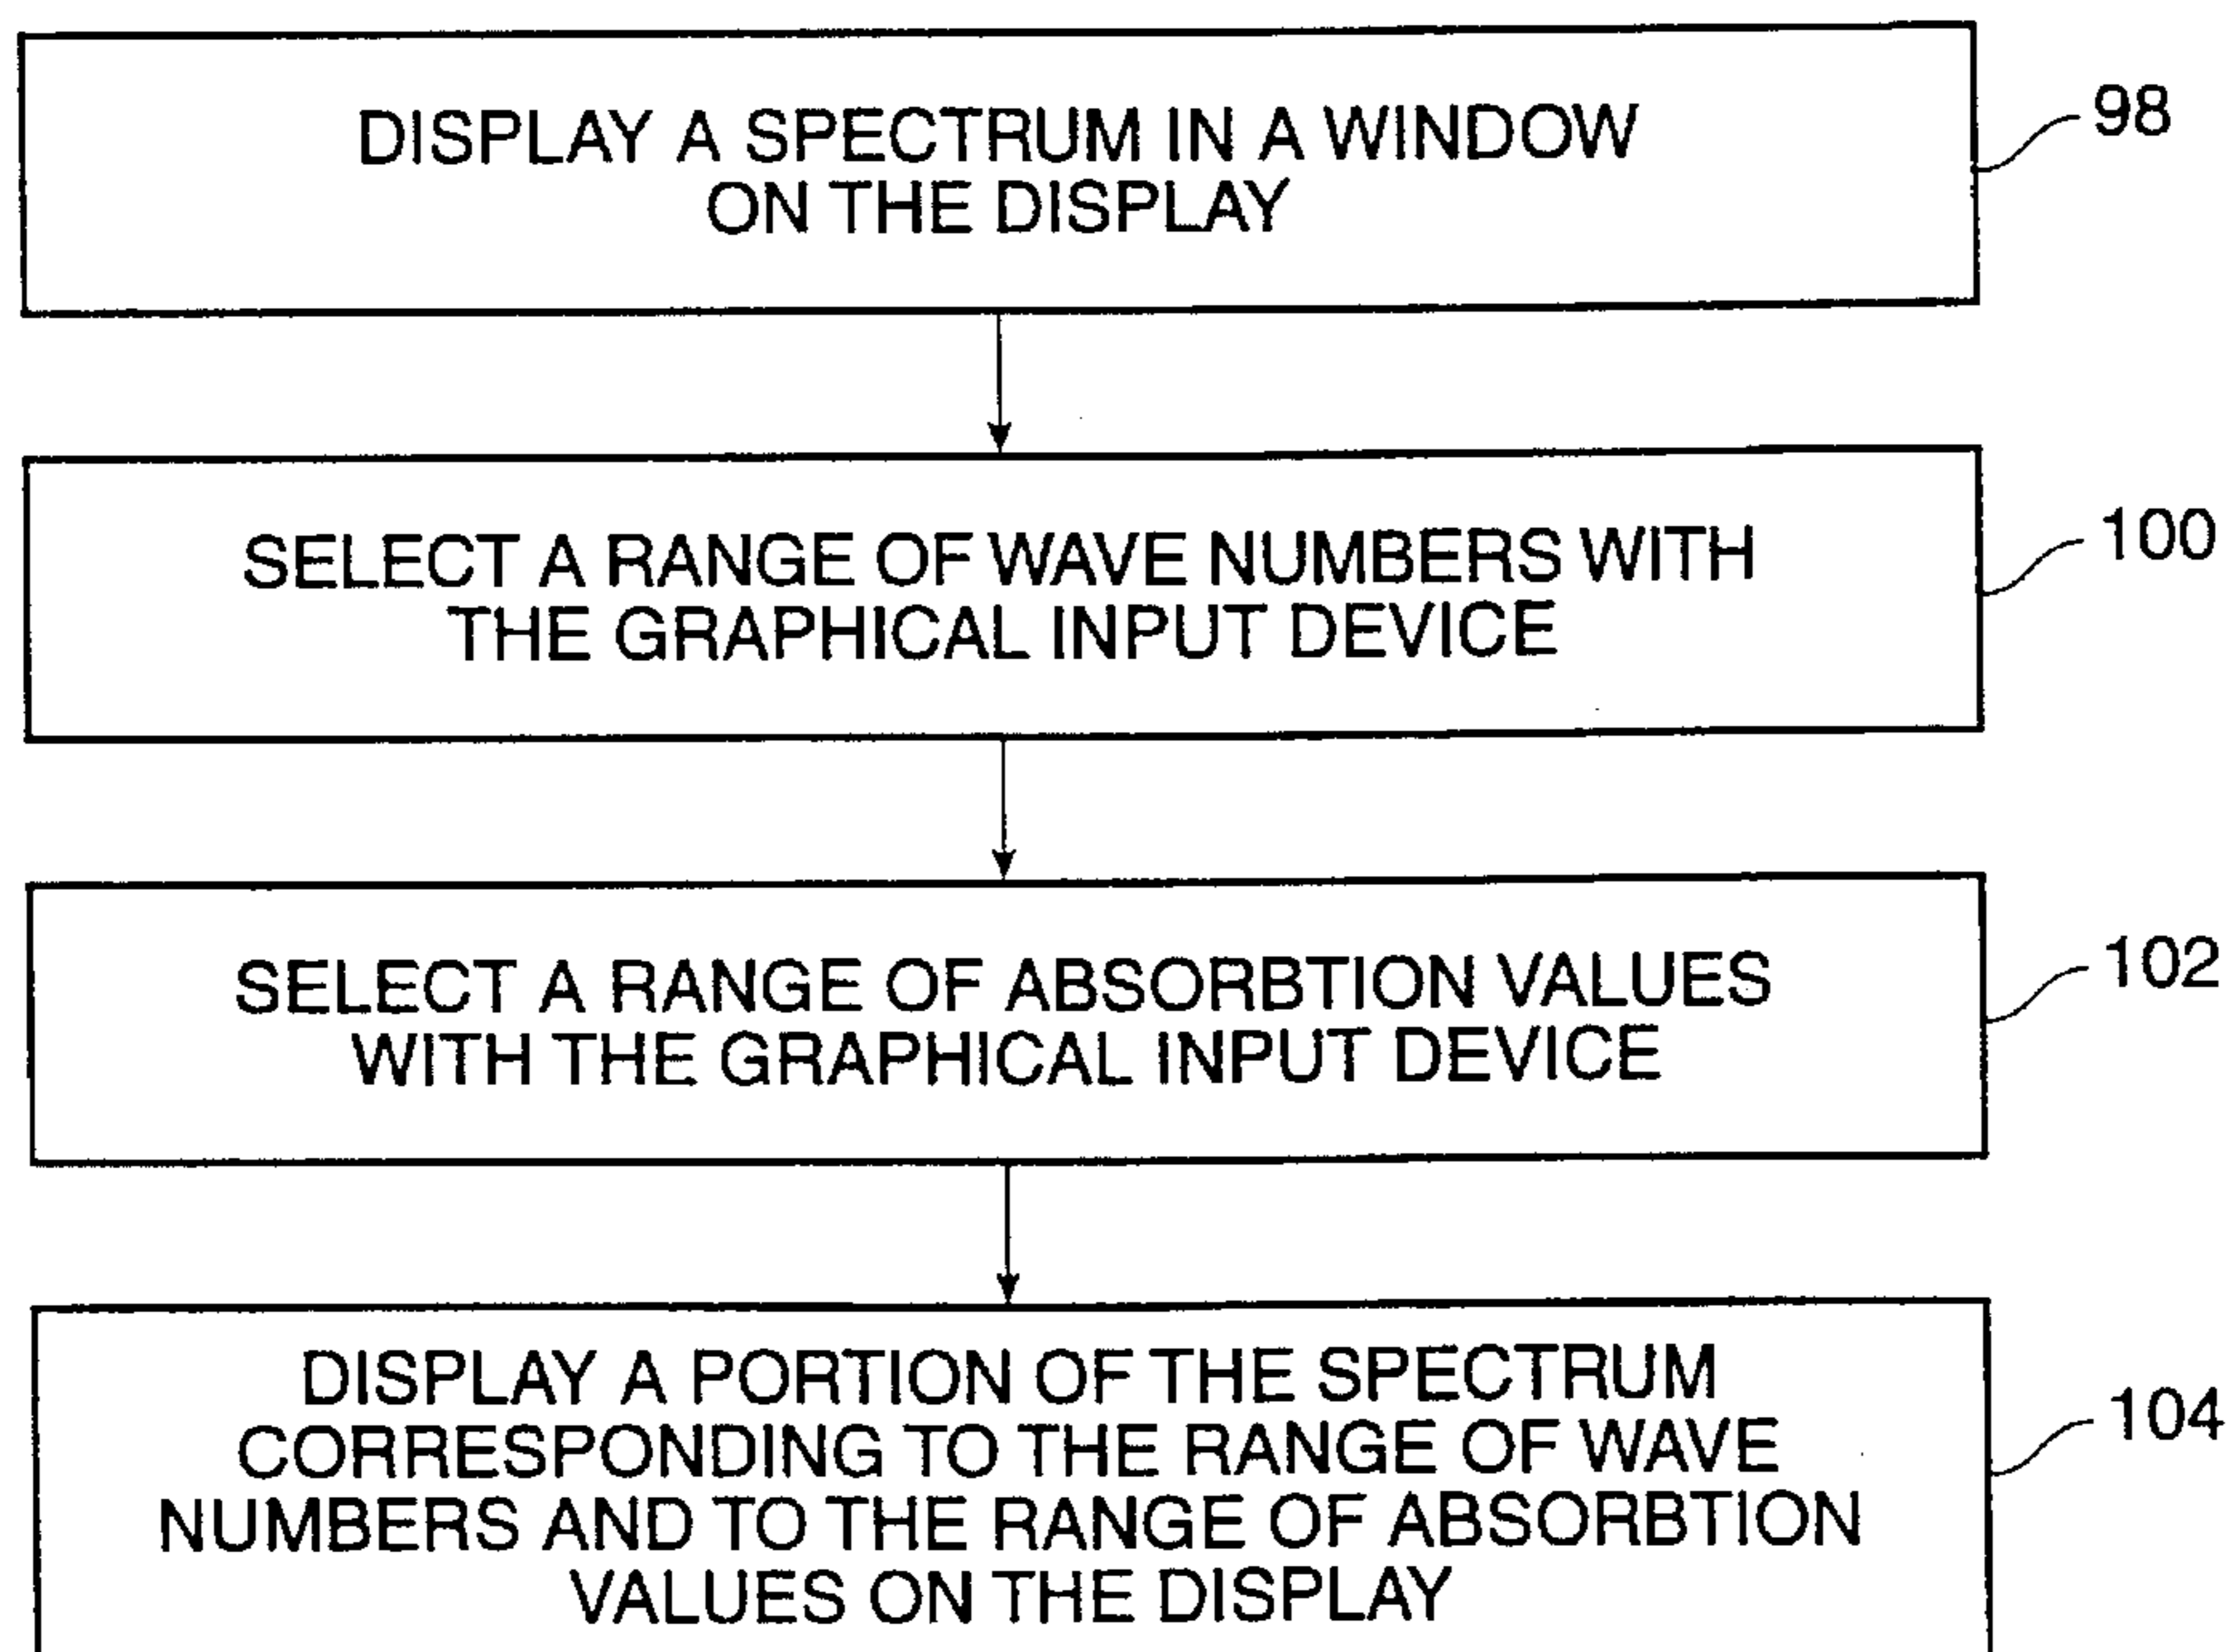 DISPLAY A SPECTRUM IN A WINDOW
ON THE DISPLAY
98
SELECT A RANGE OF WAVE NUMBERS WITH
THE GRAPHICAL INPUT DEVICE
100
SELECT A RANGE OF ABSORBTION VALUES
WITH THE GRAPHICAL INPUT DEVICE
102
DISPLAY A PORTION OF THE SPECTRUM
CORRESPONDING TO THE RANGE OF WAVE
NUMBERS AND TO THE RANGE OF ABSORBTION
VALUES ON THE DISPLAY
104